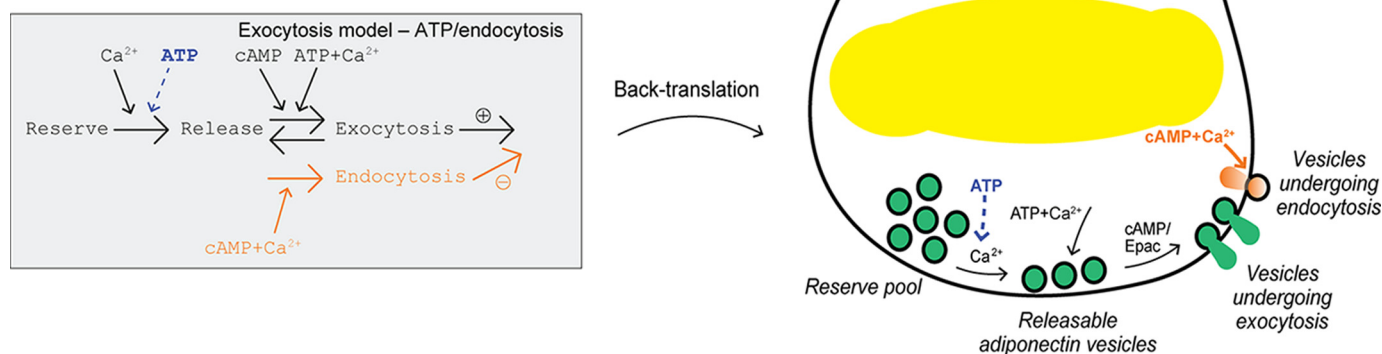 Exocytosis model – ATP/endocytosis
Ca²⁺ ATP cAMP ATP+Ca²⁺
Reserve Release Exocytosis ⊕
Endocytosis ⊖
cAMP+Ca²⁺
Back-translation
cAMP+Ca²⁺
Vesicles
undergoing
endocytosis
ATP
ATP+Ca²⁺
cAMP/
Epac
Ca²⁺
Reserve pool
Releasable
adiponectin vesicles
Vesicles
undergoing
exocytosis